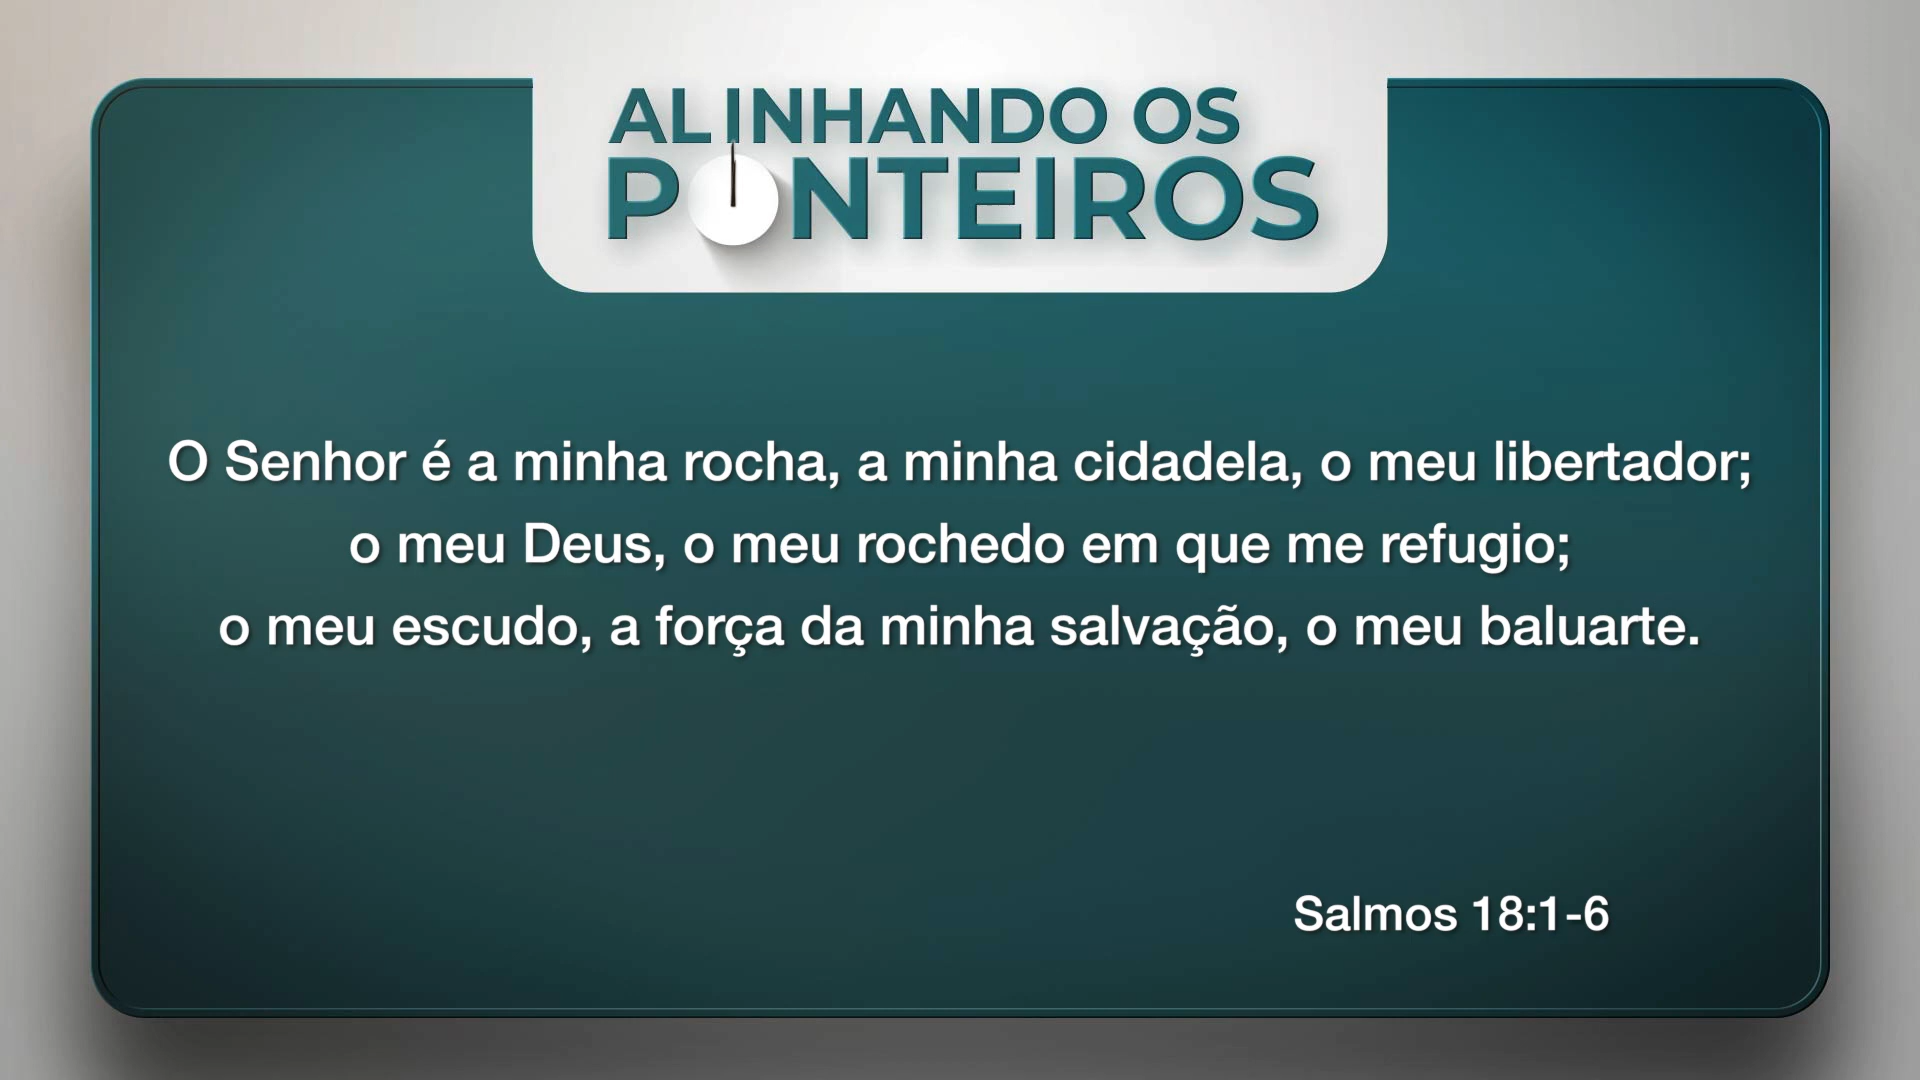 ALINHANDO OS
PONTEIROS
O Senhor é a minha rocha, a minha cidadela, o meu libertador;
o meu Deus, o meu rochedo em que me refugio;
o meu escudo, a força da minha salvação, o meu baluarte.
Salmos 18:1-6